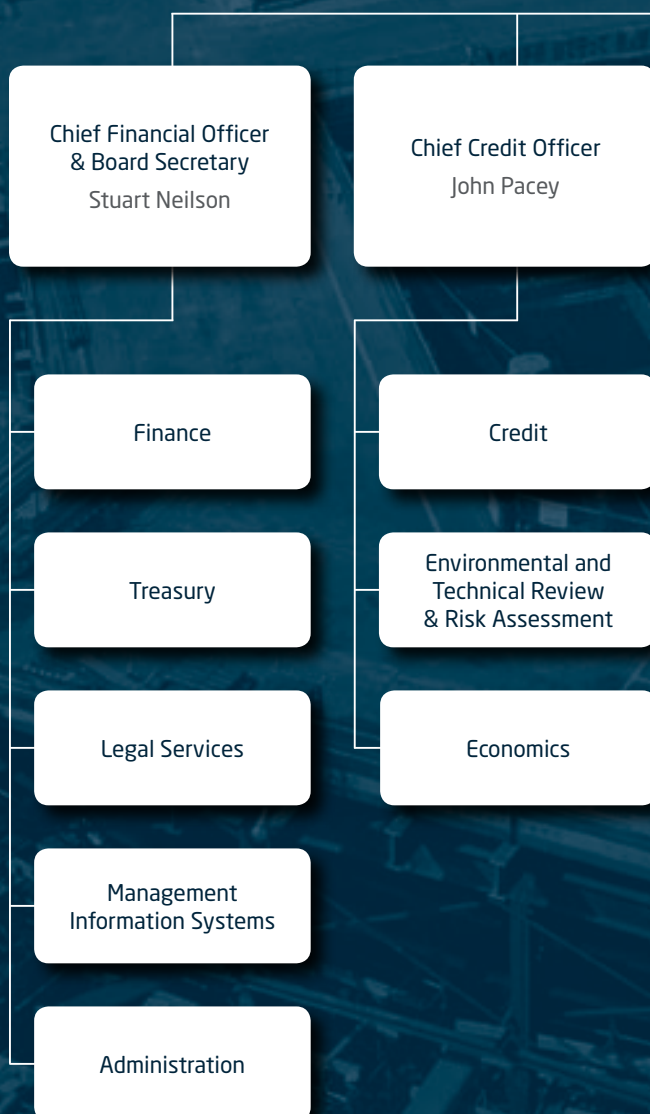 Chief Financial Officer
& Board Secretary
Stuart Neilson
Chief Credit Officer
John Pacey
Finance
Treasury
Legal Services
Management
Information Systems
Administration
Credit
Environmental and
Technical Review
& Risk Assessment
Economics